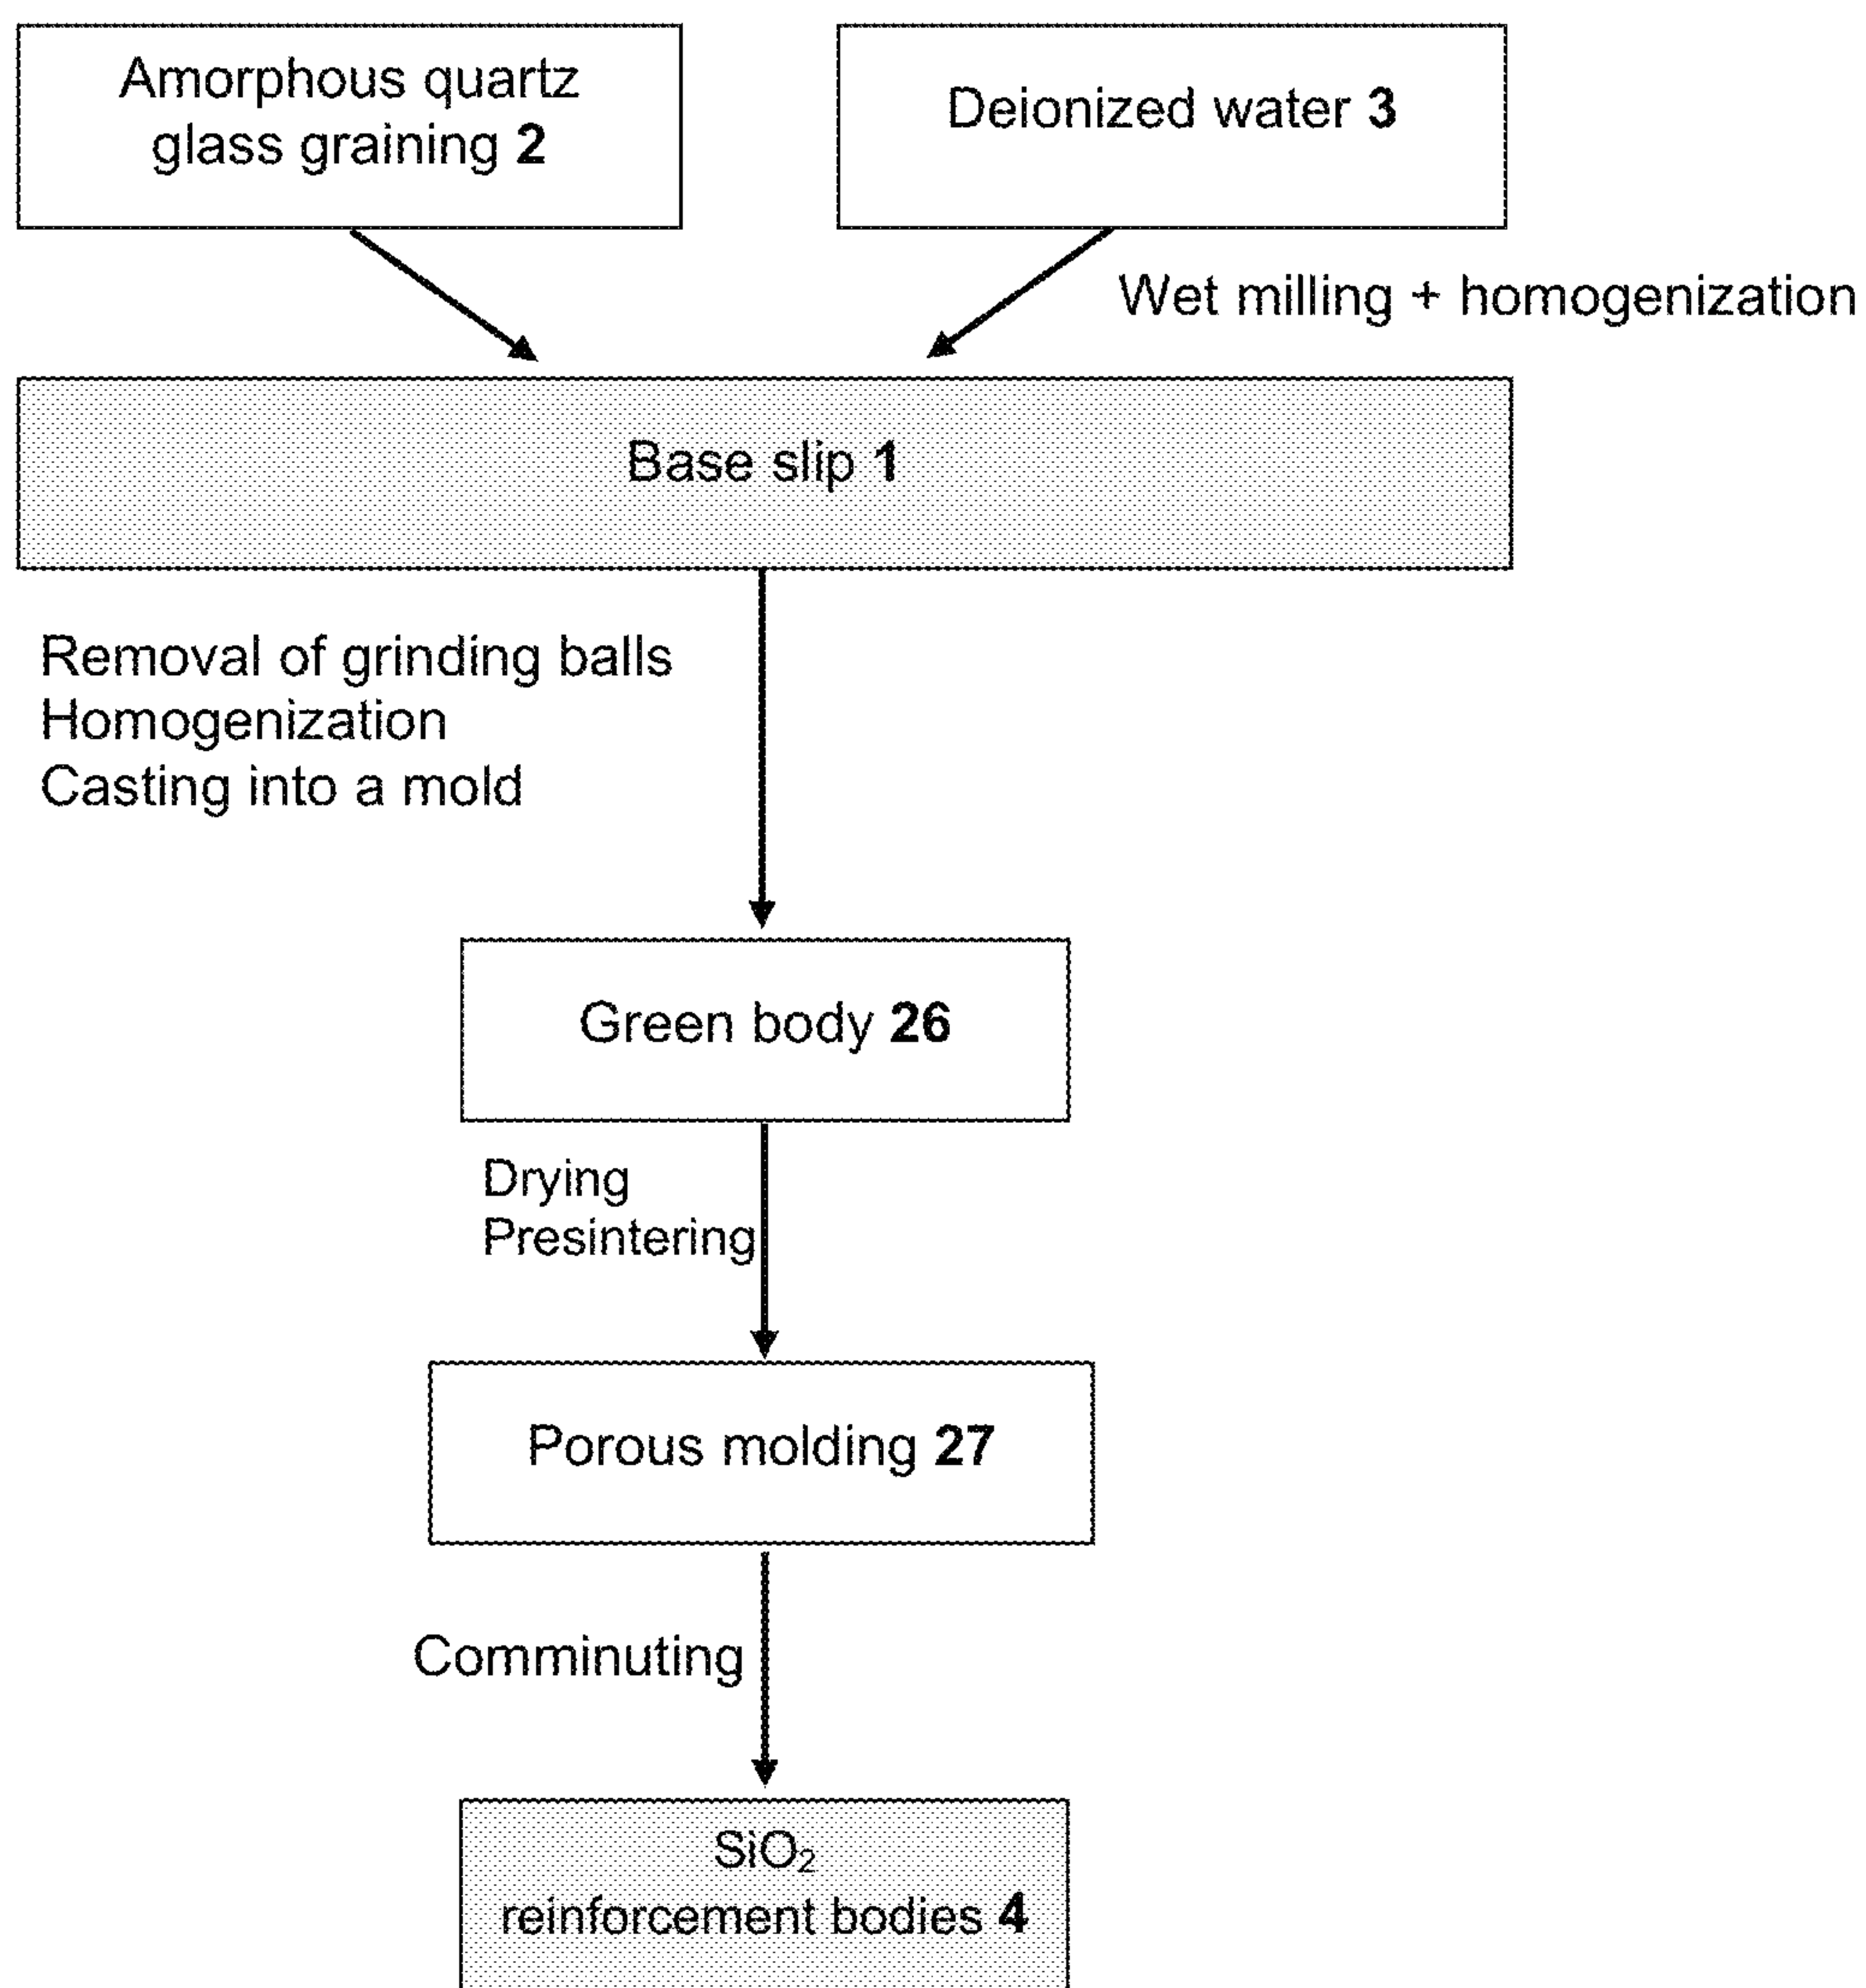 Amorphous quartz
glass graining 2
Deionized water 3
Wet milling + homogenization
Base slip 1
Removal of grinding balls
Homogenization
Casting into a mold
Green body 26
Drying
Presintering
Porous molding 27
Comminuting
SiO₂
reinforcement bodies 4